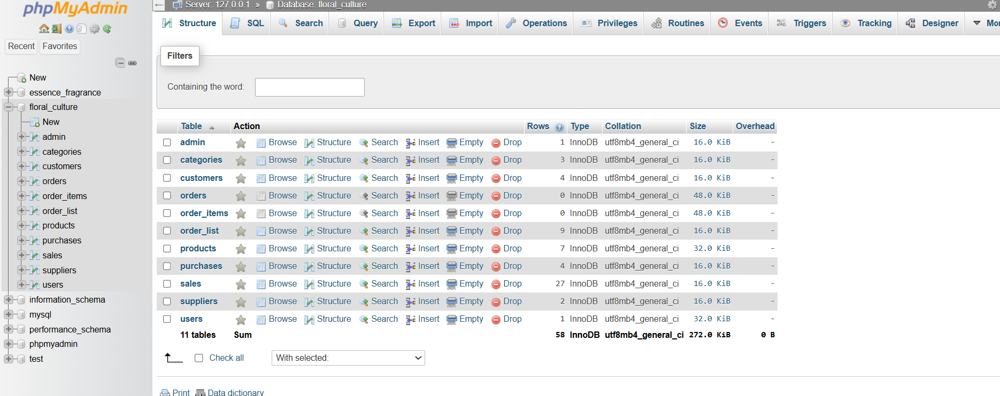 phpMyAdmin
Recent Favorites
New
essence_fragrance
floral_culture
New
admin
categories
customers
orders
order_items
order_list
products
purchases
sales
suppliers
users
information_schema
mysql
performance_schema
phpmyadmin
test
Server: 127.0.0.1 » Database: floral_culture
Structure SQL Search Query Export Import Operations Privileges Routines Events Triggers Tracking Designer Mor
Filters
Containing the word:
Table Action Rows Type Collation Size Overhead
admin Browse Structure Search Insert Empty Drop 1 InnoDB utf8mb4_general_ci 16.0 KiB -
categories Browse Structure Search Insert Empty Drop 3 InnoDB utf8mb4_general_ci 16.0 KiB -
customers Browse Structure Search Insert Empty Drop 4 InnoDB utf8mb4_general_ci 16.0 KiB -
orders Browse Structure Search Insert Empty Drop 0 InnoDB utf8mb4_general_ci 48.0 KiB -
order_items Browse Structure Search Insert Empty Drop 0 InnoDB utf8mb4_general_ci 48.0 KiB -
order_list Browse Structure Search Insert Empty Drop 9 InnoDB utf8mb4_general_ci 16.0 KiB -
products Browse Structure Search Insert Empty Drop 7 InnoDB utf8mb4_general_ci 32.0 KiB -
purchases Browse Structure Search Insert Empty Drop 4 InnoDB utf8mb4_general_ci 16.0 KiB -
sales Browse Structure Search Insert Empty Drop 27 InnoDB utf8mb4_general_ci 16.0 KiB -
suppliers Browse Structure Search Insert Empty Drop 2 InnoDB utf8mb4_general_ci 16.0 KiB -
users Browse Structure Search Insert Empty Drop 1 InnoDB utf8mb4_general_ci 32.0 KiB -
11 tables Sum 58 InnoDB utf8mb4_general_ci 272.0 KiB 0 B
Check all With selected:
Print Data dictionary